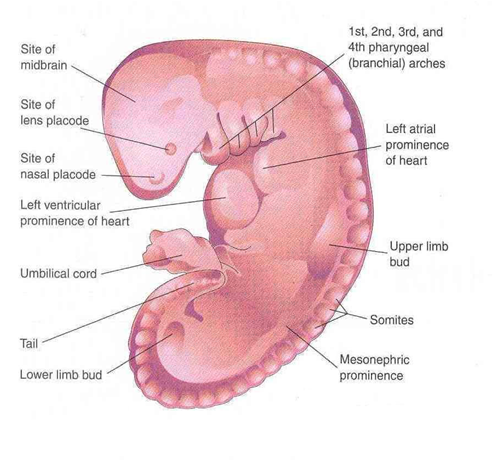 Site of
midbrain
Site of
lens placode
Site of
nasal placode
Left ventricular
prominence of heart
Umbilical cord
Tail
Lower limb bud
1st, 2nd, 3rd, and
4th pharyngeal
(branchial) arches
Left atrial
prominence
of heart
Upper limb
bud
Somites
Mesonephric
prominence